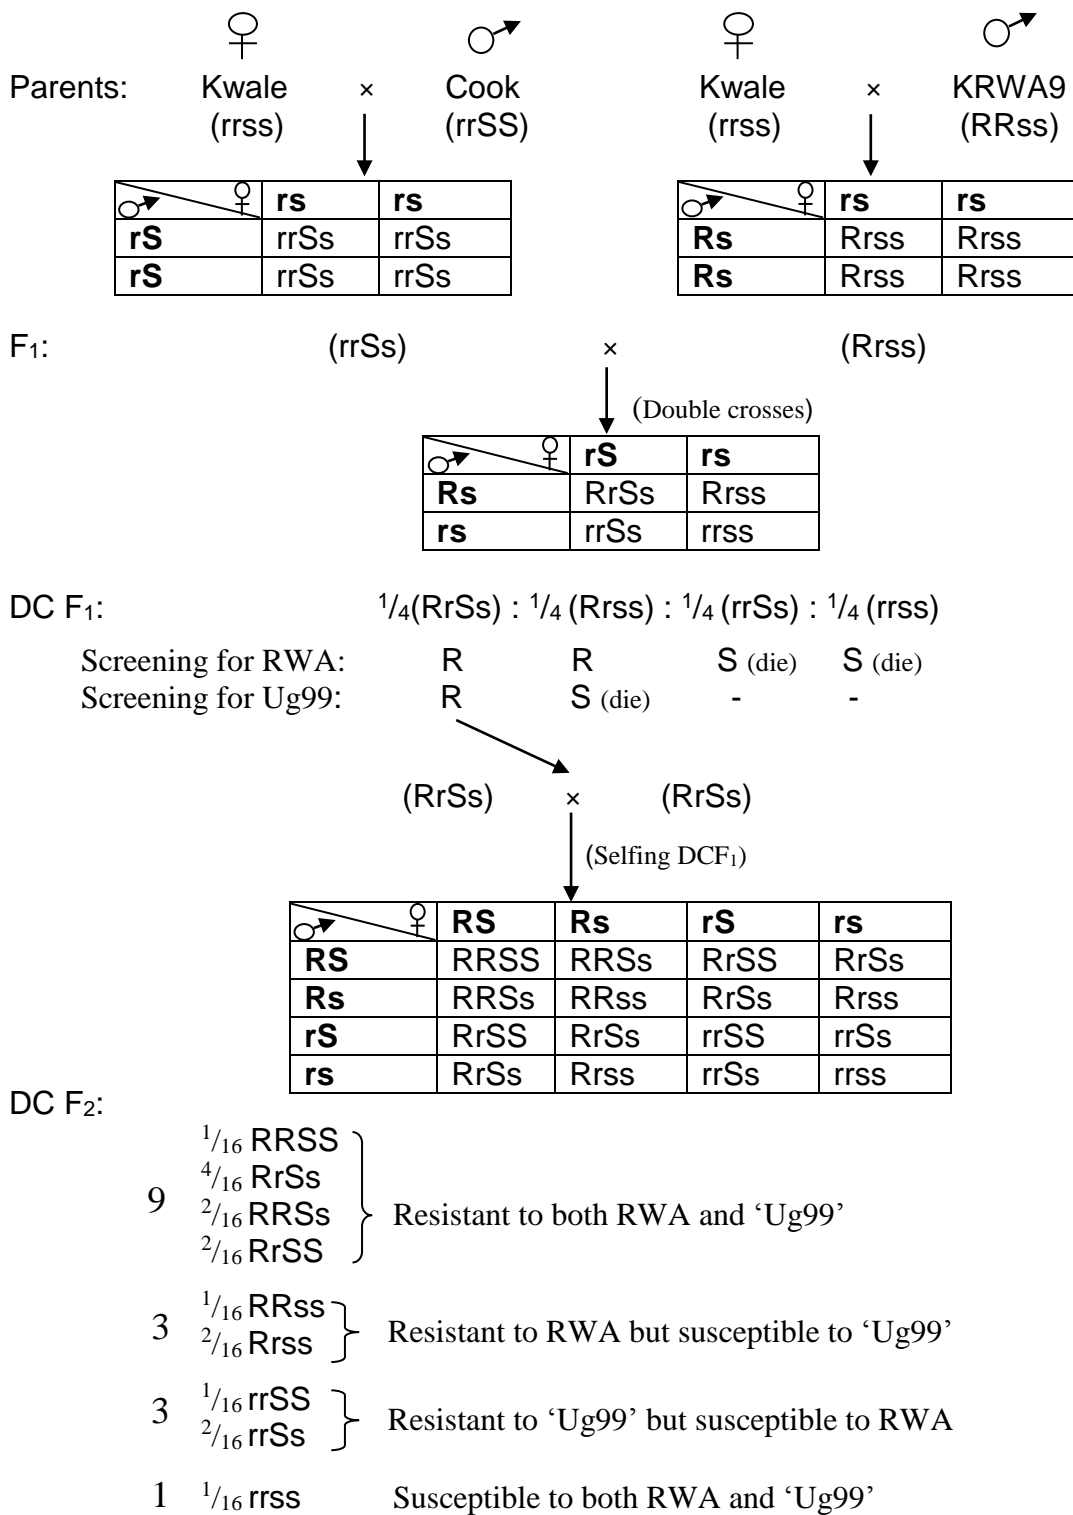 Parents: Kwale × Cook Kwale × KRWA9
(rrss) (rrSS) (rrss) (RRss)
rs rs rs rs
rS rrSs rrSs Rs Rrss Rrss
rS rrSs rrSs Rs Rrss Rrss
F1: (rrSs) × (Rrss)
(Double crosses)
rS rs
Rs RrSs Rrss
rs rrSs rrss
DC F1: 1/4(RrSs) : 1/4 (Rrss) : 1/4 (rrSs) : 1/4 (rrss)
Screening for RWA: R R S (die) S (die)
Screening for Ug99: R S (die) - -
(RrSs) × (RrSs)
(Selfing DCF1)
RS Rs rS rs
RS RRSS RRSs RrSS RrSs
Rs RRSs RRss RrSs Rrss
rS RrSS RrSs rrSS rrSs
rs RrSs Rrss rrSs rrss
DC F2:
1/16 RRSS
4/16 RrSs
9 2/16 RRSs Resistant to both RWA and ‘Ug99’
2/16 RrSS
1/16 RRss
3 2/16 Rrss Resistant to RWA but susceptible to ‘Ug99’
1/16 rrSS
3 2/16 rrSs Resistant to ‘Ug99’ but susceptible to RWA
1 1/16 rrss Susceptible to both RWA and ‘Ug99’